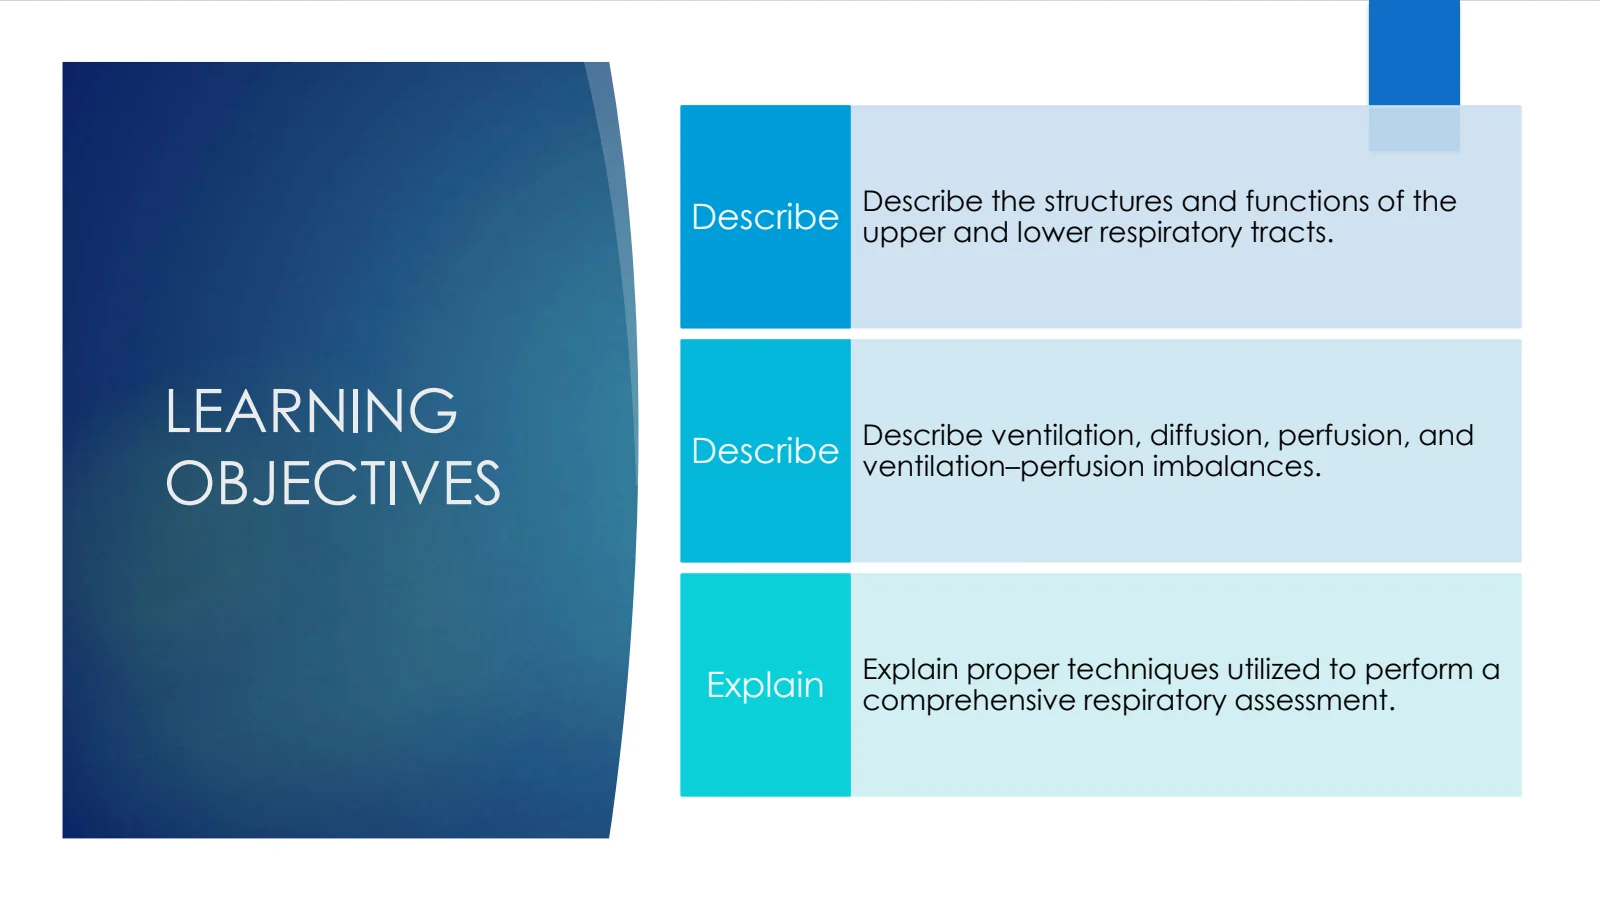 LEARNING
OBJECTIVES
Describe
Describe the structures and functions of the
upper and lower respiratory tracts.
Describe
Describe ventilation, diffusion, perfusion, and
ventilation–perfusion imbalances.
Explain
Explain proper techniques utilized to perform a
comprehensive respiratory assessment.